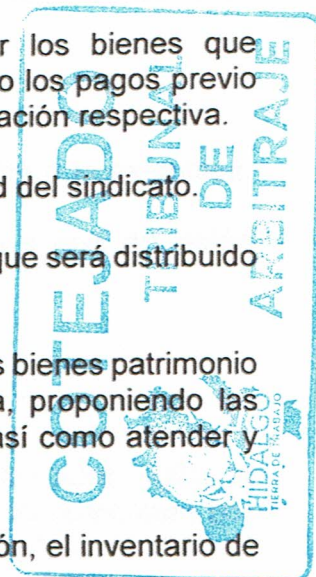 r los bienes que
o los pagos previo
ación respectiva.
d del sindicato.
que será distribuido
s bienes patrimonio
a, proponiendo las
así como atender y
ón, el inventario de
COTEJADO
TRIBUNAL
DE
ARBITRAJE
HIDALGO
TIERRA DE TRABAJO